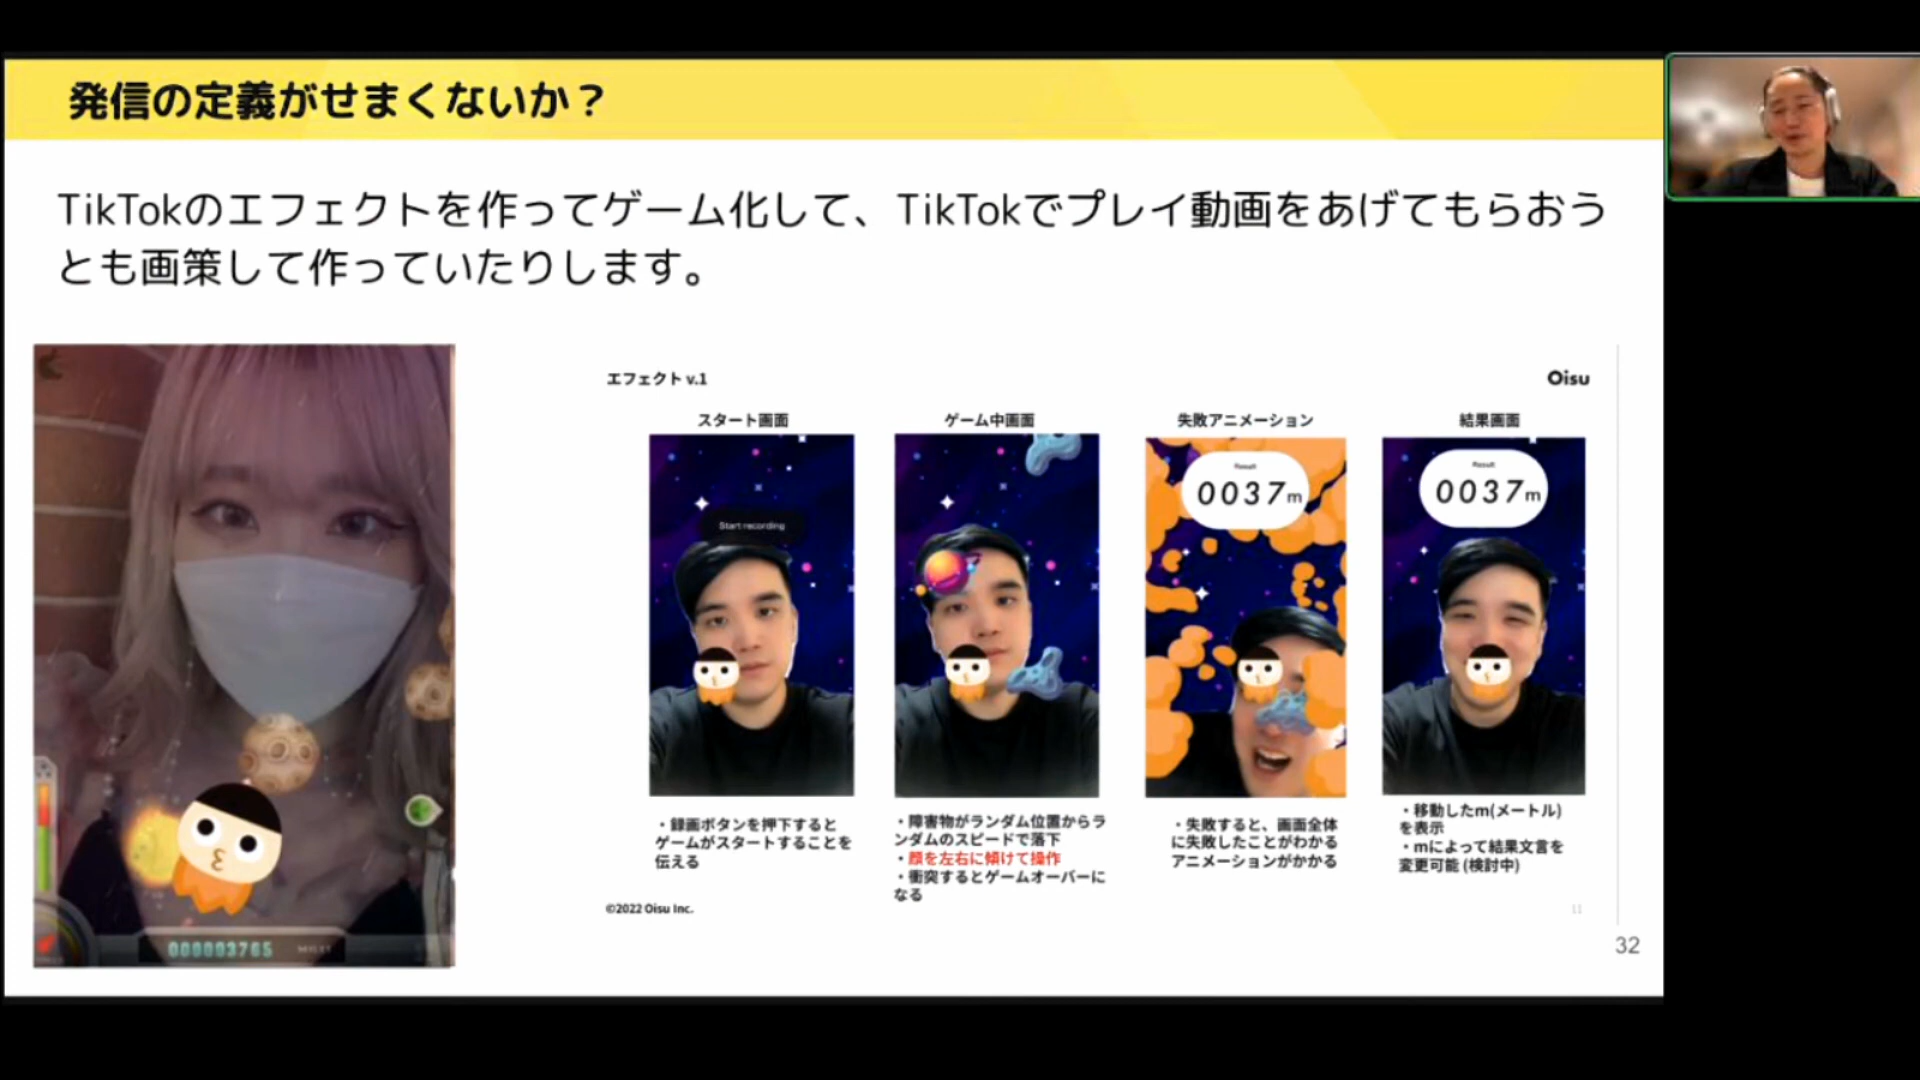 発信の定義がせまくないか？
TikTokのエフェクトを作ってゲーム化して、TikTokでプレイ動画をあげてもらおう
とも画策して作っていたりします。
エフェクト v.1
Oisu
スタート画面
ゲーム中画面
失敗アニメーション
結果画面
Start recording
Result
0037m
Result
0037m
・録画ボタンを押下すると
ゲームがスタートすることを
伝える
・障害物がランダム位置からラ
ンダムのスピードで落下
・顔を左右に傾けて操作
・衝突するとゲームオーバーに
なる
・失敗すると、画面全体
に失敗したことがわかる
アニメーションがかかる
・移動したm(メートル)
を表示
・mによって結果文言を
変更可能 (検討中)
000003765
©2022 Oisu Inc.
32